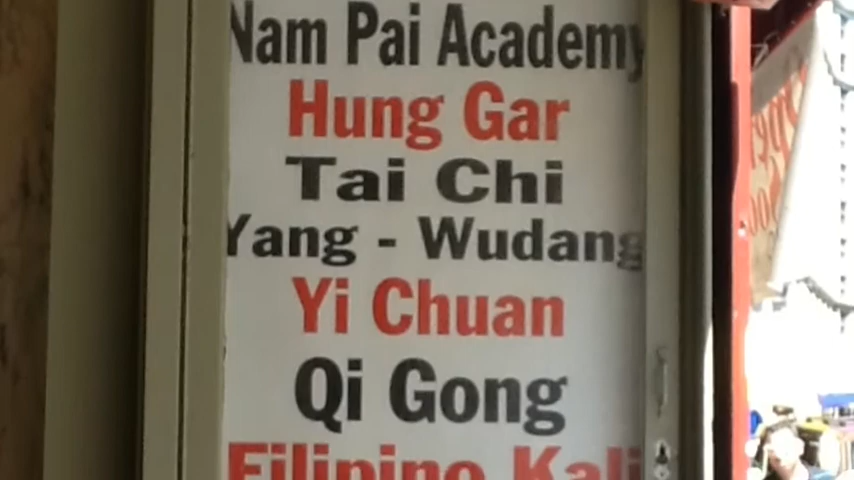 Nam Pai Academy
Hung Gar
Tai Chi
Yang - Wudang
Yi Chuan
Qi Gong
Filipino Kali